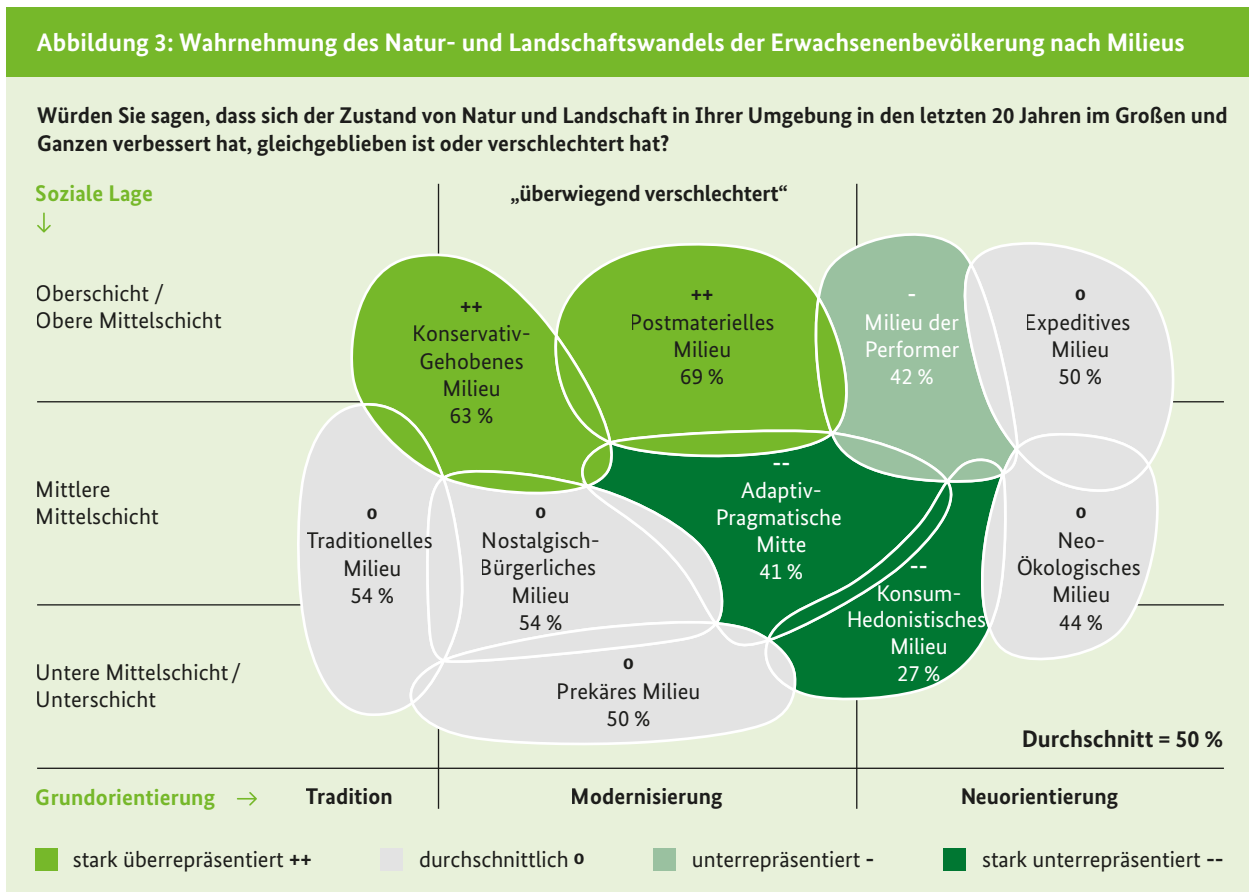 Abbildung 3: Wahrnehmung des Natur- und Landschaftswandels der Erwachsenenbevölkerung nach Milieus
Würden Sie sagen, dass sich der Zustand von Natur und Landschaft in Ihrer Umgebung in den letzten 20 Jahren im Großen und
Ganzen verbessert hat, gleichgeblieben ist oder verschlechtert hat?
Soziale Lage
↓
„überwiegend verschlechtert“
Oberschicht /
Obere Mittelschicht
++
Konservativ-
Gehobenes
Milieu
63 %
++
Postmaterielles
Milieu
69 %
-
Milieu der
Performer
42 %
o
Expeditives
Milieu
50 %
Mittlere
Mittelschicht
o
Traditionelles
Milieu
54 %
o
Nostalgisch-
Bürgerliches
Milieu
54 %
--
Adaptiv-
Pragmatische
Mitte
41 %
--
Konsum-
Hedonistisches
Milieu
27 %
o
Neo-
Ökologisches
Milieu
44 %
Untere Mittelschicht /
Unterschicht
o
Prekäres Milieu
50 %
Durchschnitt = 50 %
Grundorientierung →
Tradition
Modernisierung
Neuorientierung
stark überrepräsentiert ++
durchschnittlich o
unterrepräsentiert -
stark unterrepräsentiert --